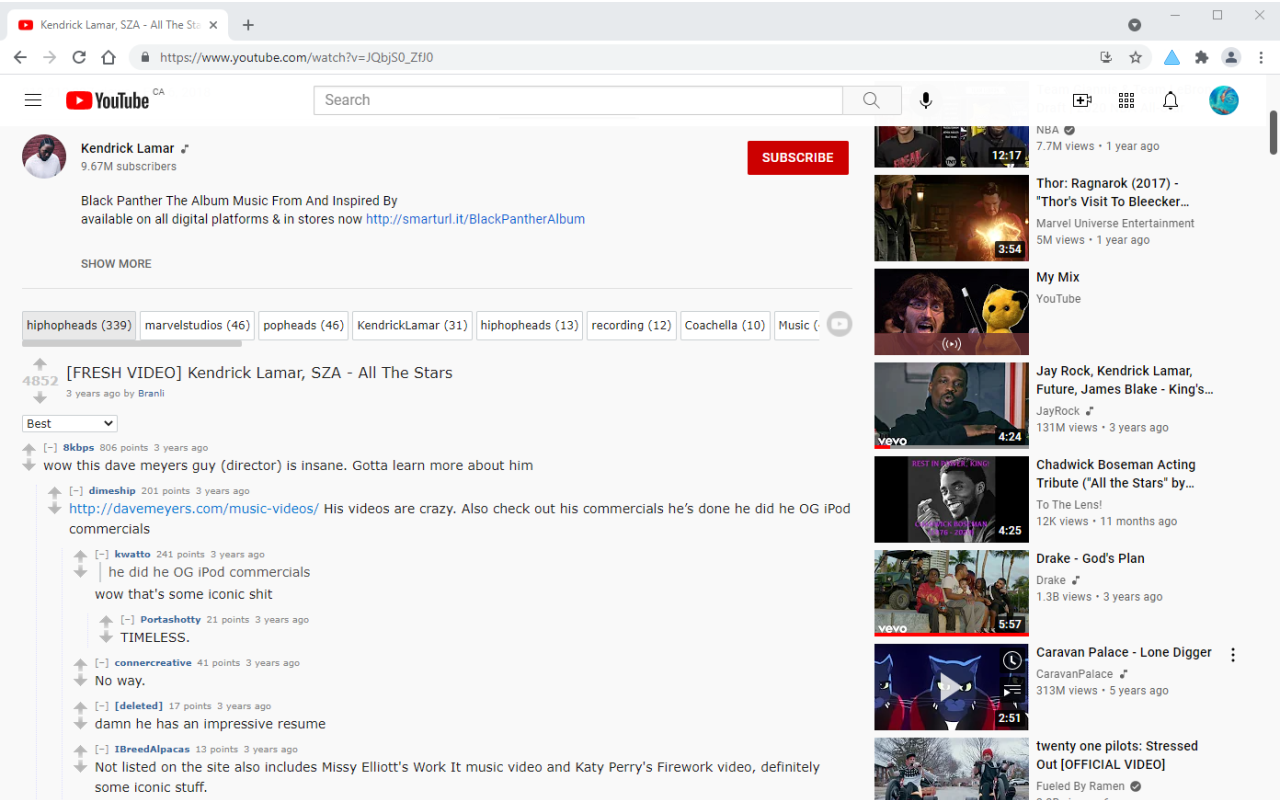 Kendrick Lamar, SZA - All The Sta
https://www.youtube.com/watch?v=JQbjS0_ZfJ0
YouTube CA
Search
Kendrick Lamar
9.67M subscribers
SUBSCRIBE
Black Panther The Album Music From And Inspired By
available on all digital platforms & in stores now http://smarturl.it/BlackPantherAlbum
SHOW MORE
hiphopheads (339)
marvelstudios (46)
popheads (46)
KendrickLamar (31)
hiphopheads (13)
recording (12)
Coachella (10)
Music (
4852
[FRESH VIDEO] Kendrick Lamar, SZA - All The Stars
3 years ago by Branli
Best
[–] 8kbps 806 points 3 years ago
wow this dave meyers guy (director) is insane. Gotta learn more about him
[–] dimeship 201 points 3 years ago
http://davemeyers.com/music-videos/ His videos are crazy. Also check out his commercials he’s done he did he OG iPod
commercials
[–] kwatto 241 points 3 years ago
he did he OG iPod commercials
wow that's some iconic shit
[–] Portashotty 21 points 3 years ago
TIMELESS.
[–] connercreative 41 points 3 years ago
No way.
[–] [deleted] 17 points 3 years ago
damn he has an impressive resume
[–] IBreedAlpacas 13 points 3 years ago
Not listed on the site also includes Missy Elliott's Work It music video and Katy Perry's Firework video, definitely
some iconic stuff.
12:17
NBA
7.7M views • 1 year ago
3:54
Thor: Ragnarok (2017) -
"Thor's Visit To Bleecker…
Marvel Universe Entertainment
5M views • 1 year ago
My Mix
YouTube
vevo
4:24
Jay Rock, Kendrick Lamar,
Future, James Blake - King's…
JayRock
131M views • 3 years ago
REST IN POWER, KING!
4:25
Chadwick Boseman Acting
Tribute ("All the Stars" by…
To The Lens!
12K views • 11 months ago
vevo
5:57
Drake - God's Plan
Drake
1.3B views • 3 years ago
2:51
Caravan Palace - Lone Digger
CaravanPalace
313M views • 5 years ago
twenty one pilots: Stressed
Out [OFFICIAL VIDEO]
Fueled By Ramen